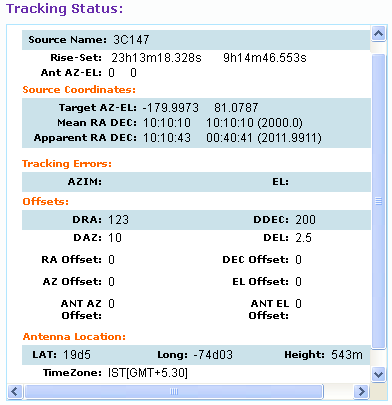 Tracking Status:
Source Name: 3C147
Rise-Set: 23h13m18.328s 9h14m46.553s
Ant AZ-EL: 0 0
Source Coordinates:
Target AZ-EL: -179.9973 81.0787
Mean RA DEC: 10:10:10 10:10:10 (2000.0)
Apparent RA DEC: 10:10:43 00:40:41 (2011.9911)
Tracking Errors:
AZIM: EL:
Offsets:
DRA: 123 DDEC: 200
DAZ: 10 DEL: 2.5
RA Offset: 0 DEC Offset: 0
AZ Offset: 0 EL Offset: 0
ANT AZ Offset: 0 ANT EL Offset: 0
Antenna Location:
LAT: 19d5 Long: -74d03 Height: 543m
TimeZone: IST[GMT+5.30]